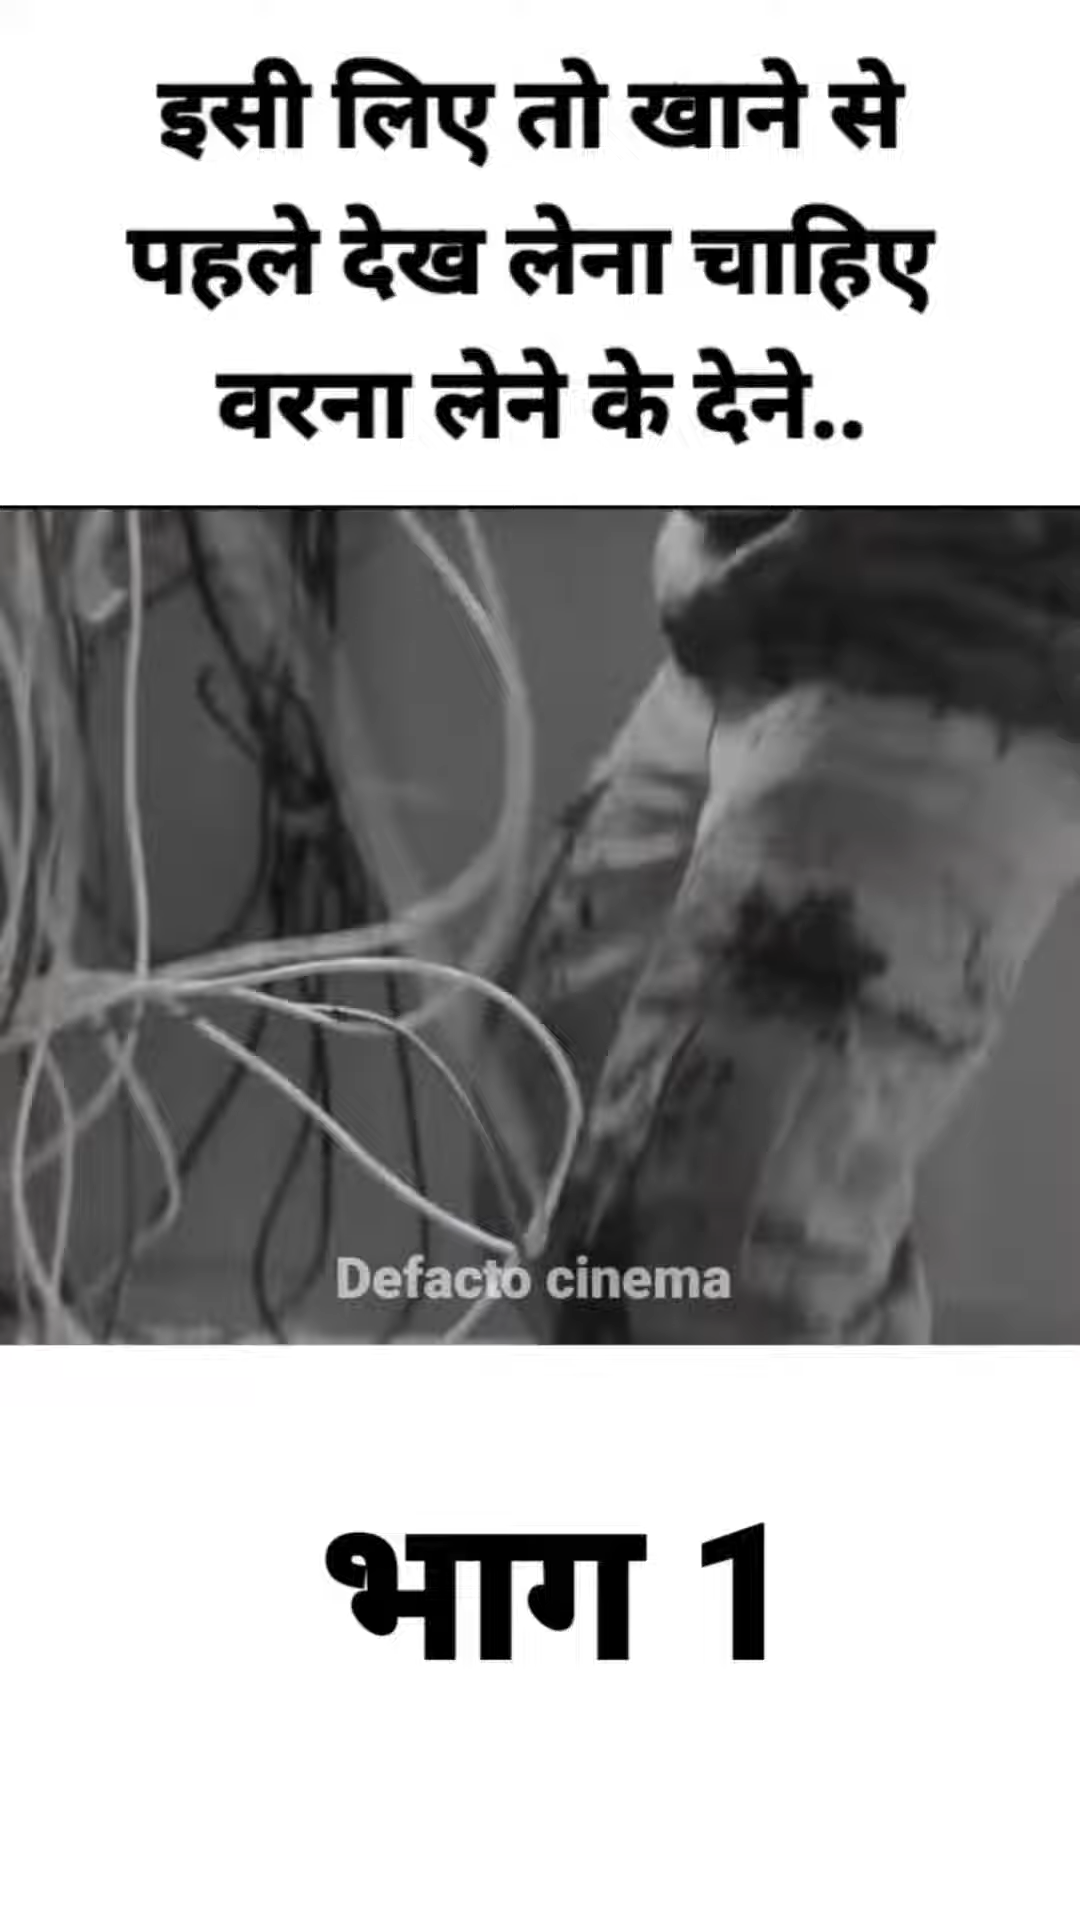 इसी लिए तो खाने से
पहले देख लेना चाहिए
वरना लेने के देने..
Defacto cinema
भाग 1